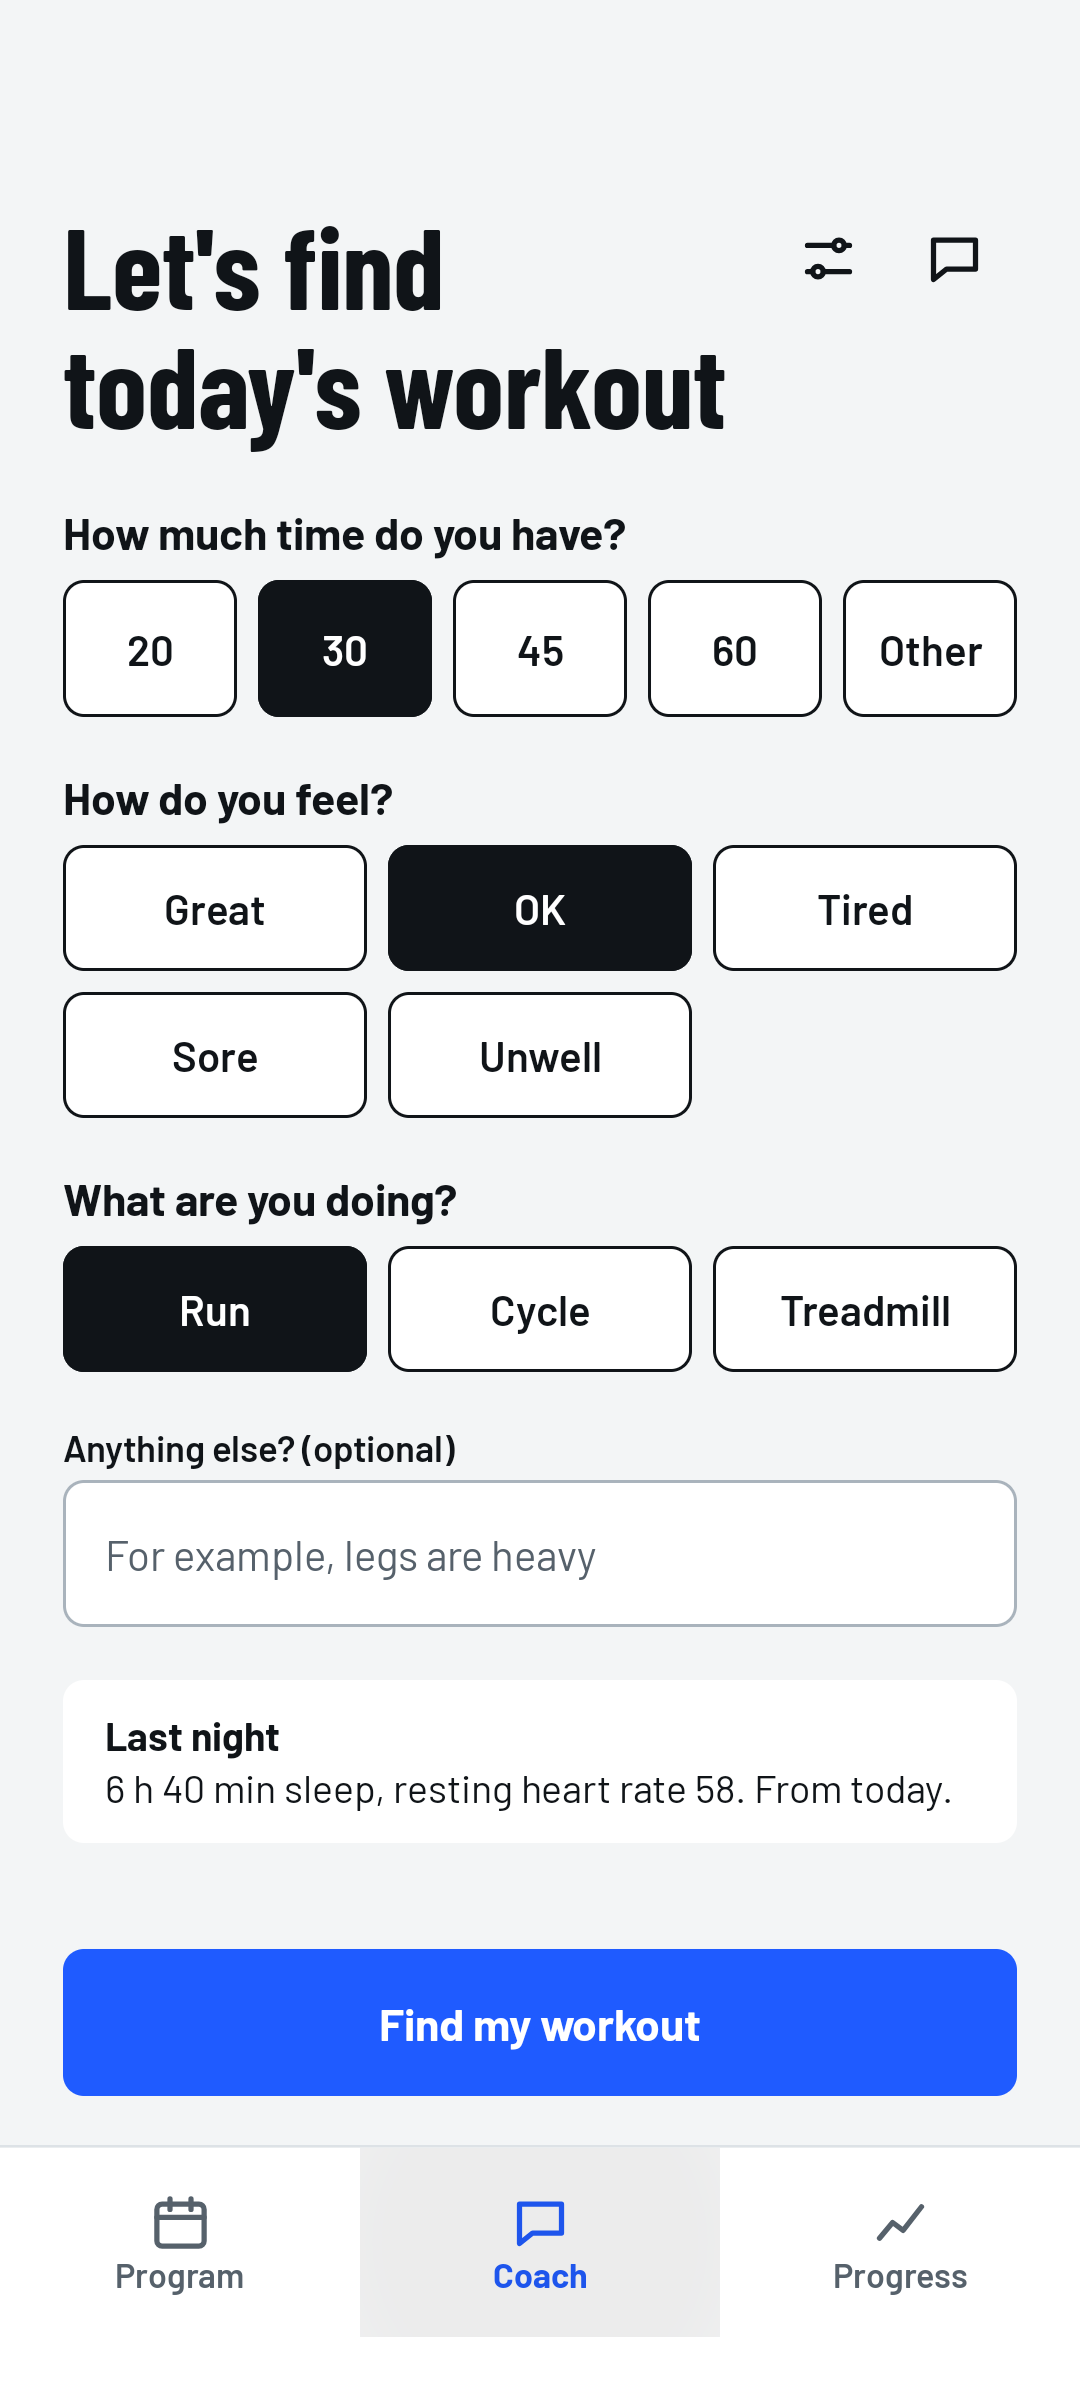 Let's find
today's workout
How much time do you have?
20 30 45 60 Other
How do you feel?
Great OK Tired
Sore Unwell
What are you doing?
Run Cycle Treadmill
Anything else? (optional)
For example, legs are heavy
Last night
6 h 40 min sleep, resting heart rate 58. From today.
Find my workout
Program Coach Progress